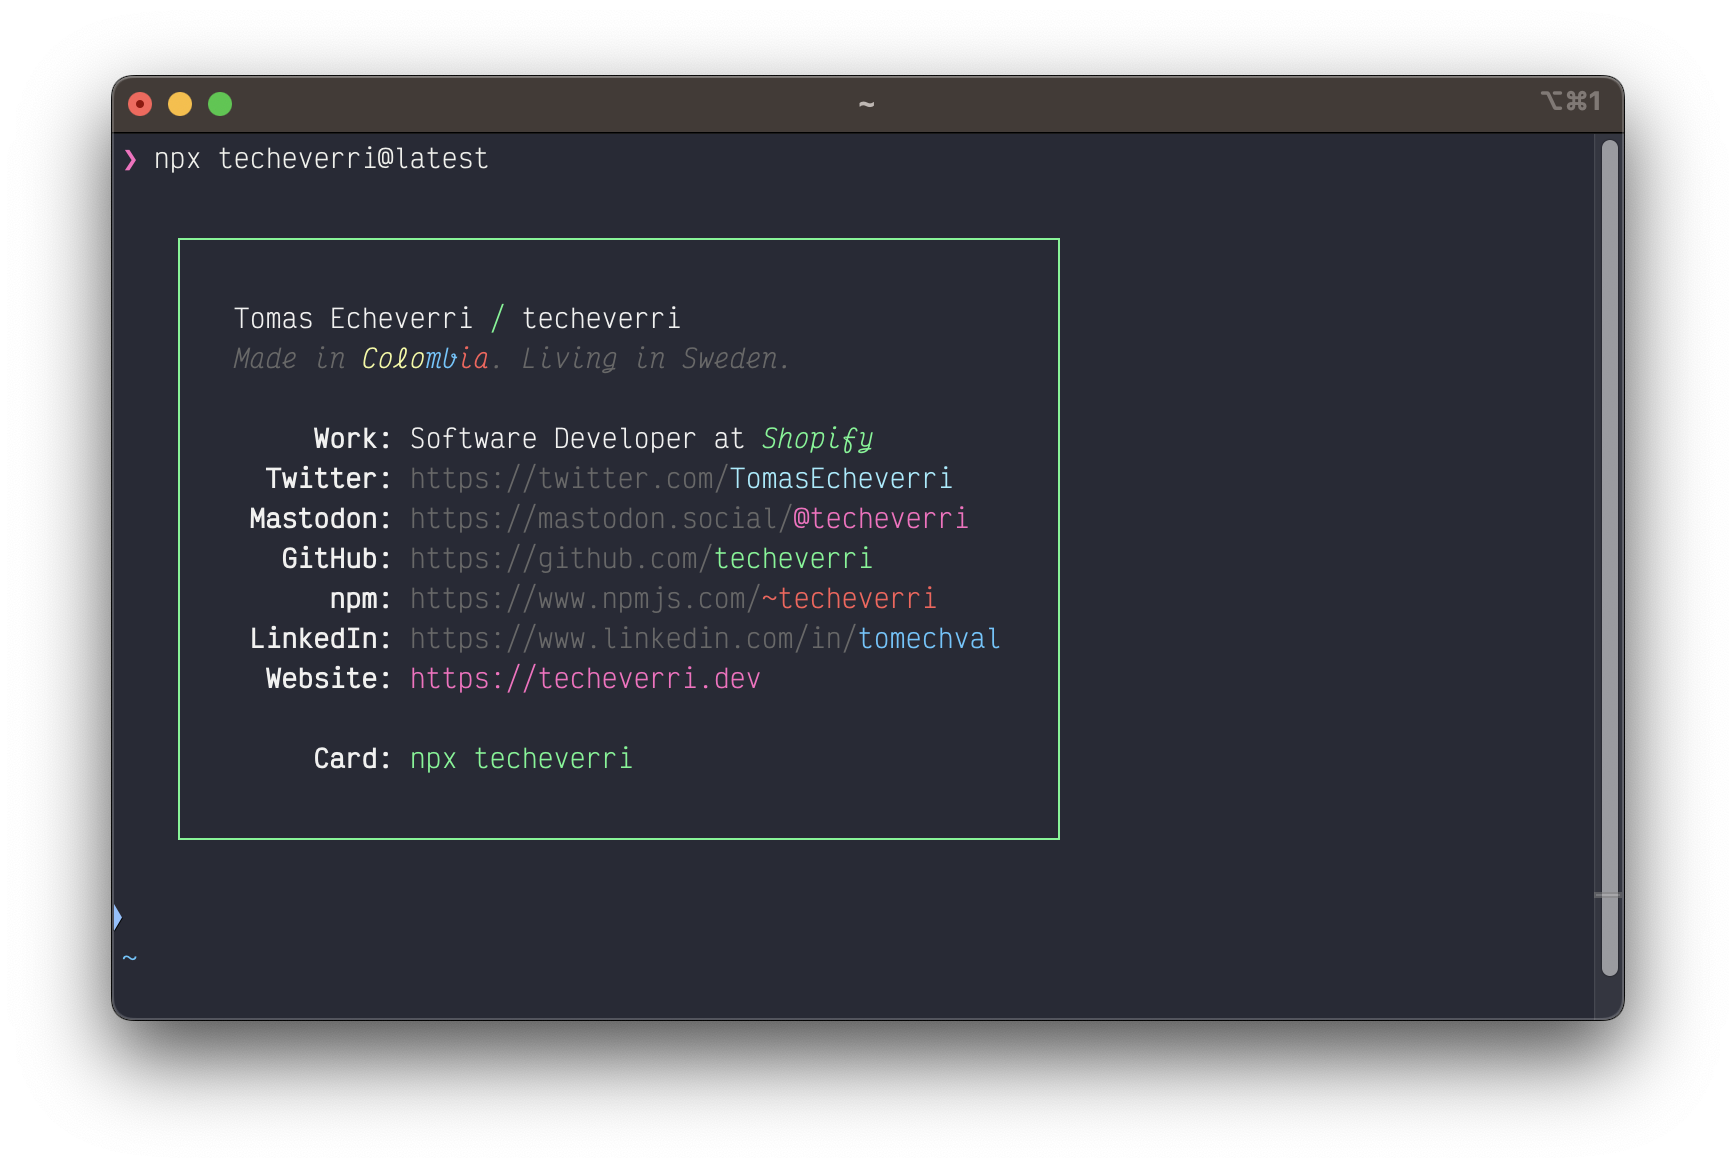 ~
⌥⌘1
❯ npx techeverri@latest
Tomas Echeverri / techeverri
Made in Colombia. Living in Sweden.
Work: Software Developer at Shopify
Twitter: https://twitter.com/TomasEcheverri
Mastodon: https://mastodon.social/@techeverri
GitHub: https://github.com/techeverri
npm: https://www.npmjs.com/~techeverri
LinkedIn: https://www.linkedin.com/in/tomechval
Website: https://techeverri.dev
Card: npx techeverri
~